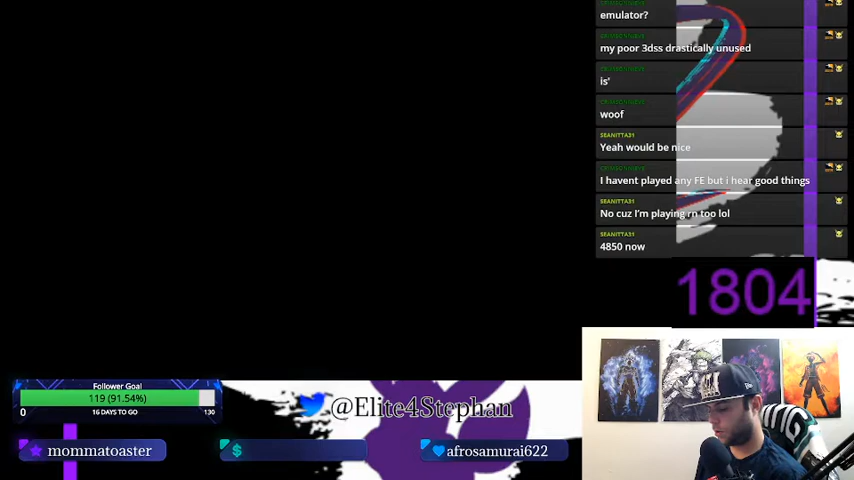 emulator?
my poor 3dss drastically unused
is'
woof
SEANITTA31
Yeah would be nice
I havent played any FE but i hear good things
SEANITTA31
No cuz I'm playing rn too lol
SEANITTA31
4850 now
1804
Follower Goal
119 (91.54%)
0
16 DAYS TO GO
130
@Elite4Stephan
mommatoaster
$
afrosamurai622